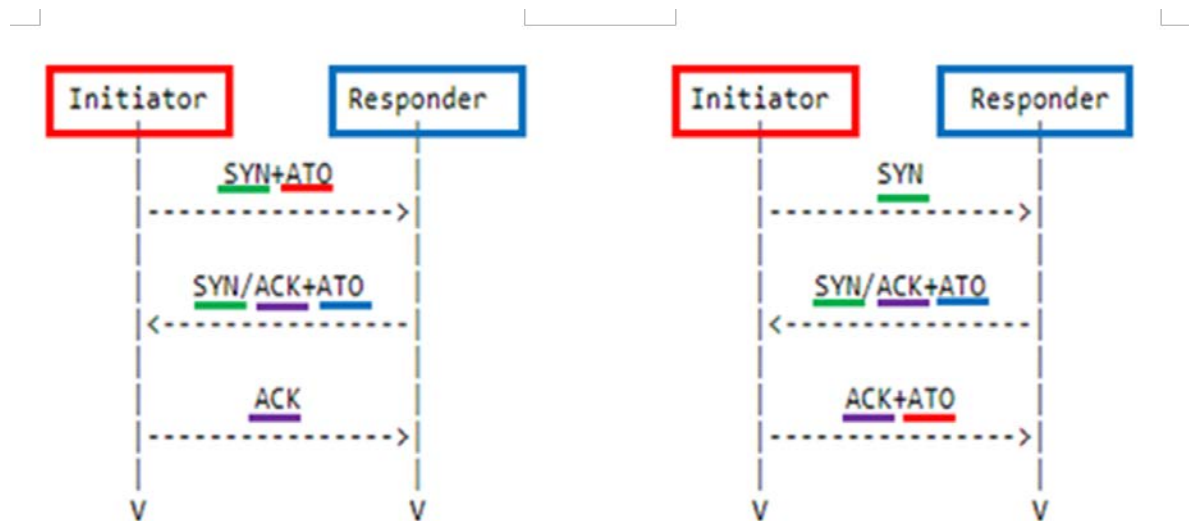 Initiator Responder Initiator Responder
SYN+ATO SYN
---------------->| --------------->|
SYN/ACK+ATO SYN/ACK+ATO
<---------------- <----------------
ACK ACK+ATO
---------------->| --------------->|
V V V V